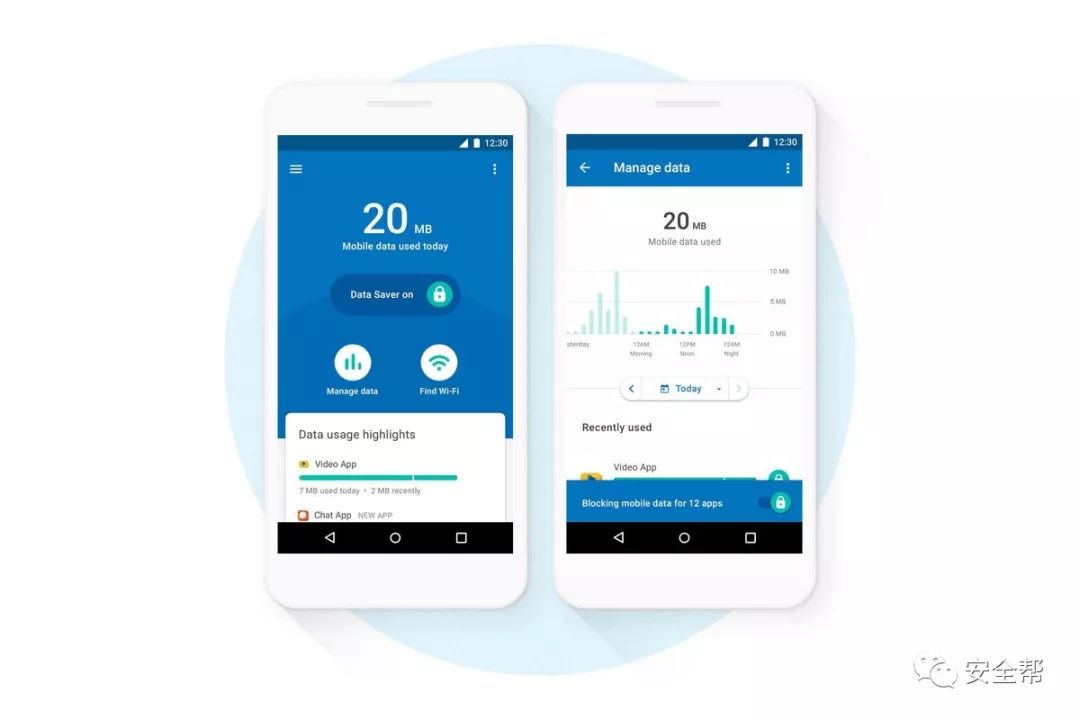 12:30
20 MB
Mobile data used today
Data Saver on
Manage data
Find Wi-Fi
Data usage highlights
Video App
7 MB used today • 2 MB recently
Chat App NEW APP
12:30
Manage data
20 MB
Mobile data used
10 MB
5 MB
0 MB
sterday
12AM
Morning
12PM
Noon
12AM
Night
Today
Recently used
Video App
Blocking mobile data for 12 apps
安全帮